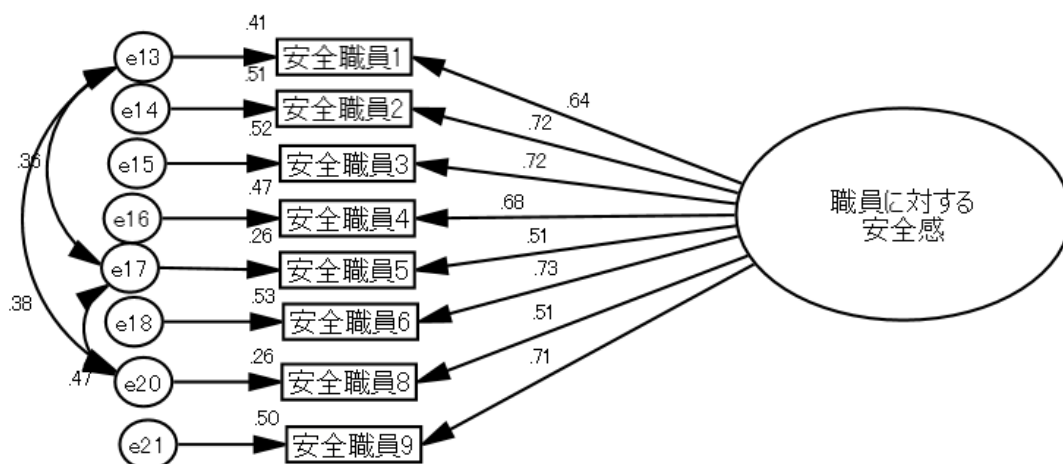 .41
e13
安全職員1
.64
.51
e14
安全職員2
.72
.52
e15
安全職員3
.72
.36
.47
e16
安全職員4
.68
職員に対する
安全感
.26
e17
安全職員5
.51
.38
.53
e18
安全職員6
.73
.47
.26
e20
安全職員8
.51
.50
e21
安全職員9
.71